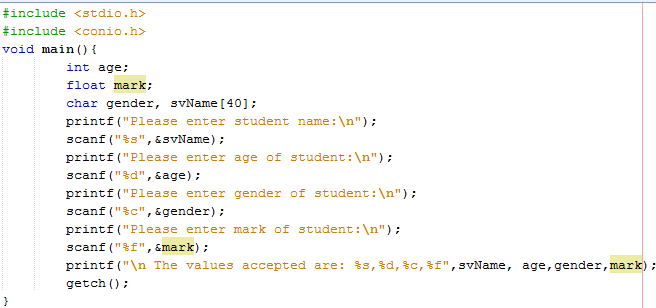 #include <stdio.h>
#include <conio.h>
void main(){
int age;
float mark;
char gender, svName[40];
printf("Please enter student name:\n");
scanf("%s",&svName);
printf("Please enter age of student:\n");
scanf("%d",&age);
printf("Please enter gender of student:\n");
scanf("%c",&gender);
printf("Please enter mark of student:\n");
scanf("%f",&mark);
printf("\n The values accepted are: %s,%d,%c,%f",svName, age,gender,mark);
getch();
}